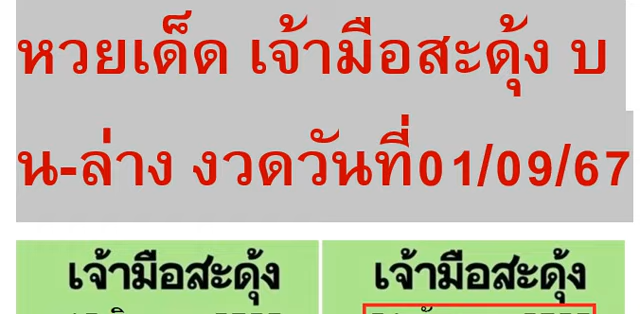 หวยเด็ด เจ้ามือสะดุ้ง บ
น-ล่าง งวดวันที่01/09/67
เจ้ามือสะดุ้ง
เจ้ามือสะดุ้ง